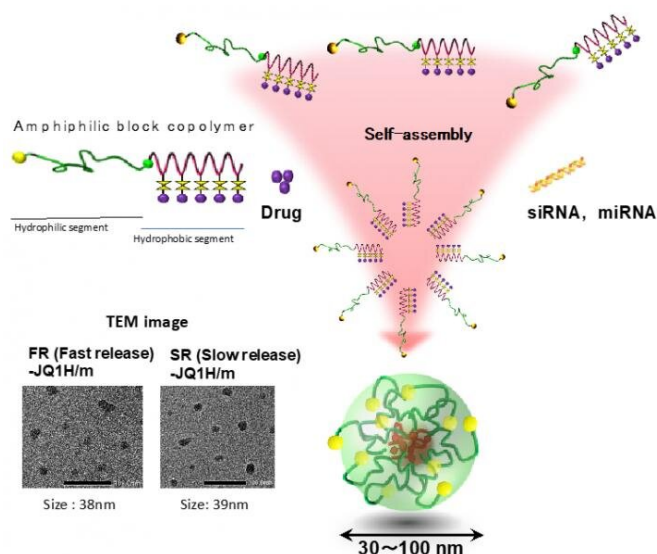 Amphiphilic block copolymer
Self-assembly
Drug
siRNA, miRNA
Hydrophilic segment
Hydrophobic segment
TEM image
FR (Fast release)
-JQ1H/m
SR (Slow release)
-JQ1H/m
Size : 38nm
Size : 39nm
30～100 nm